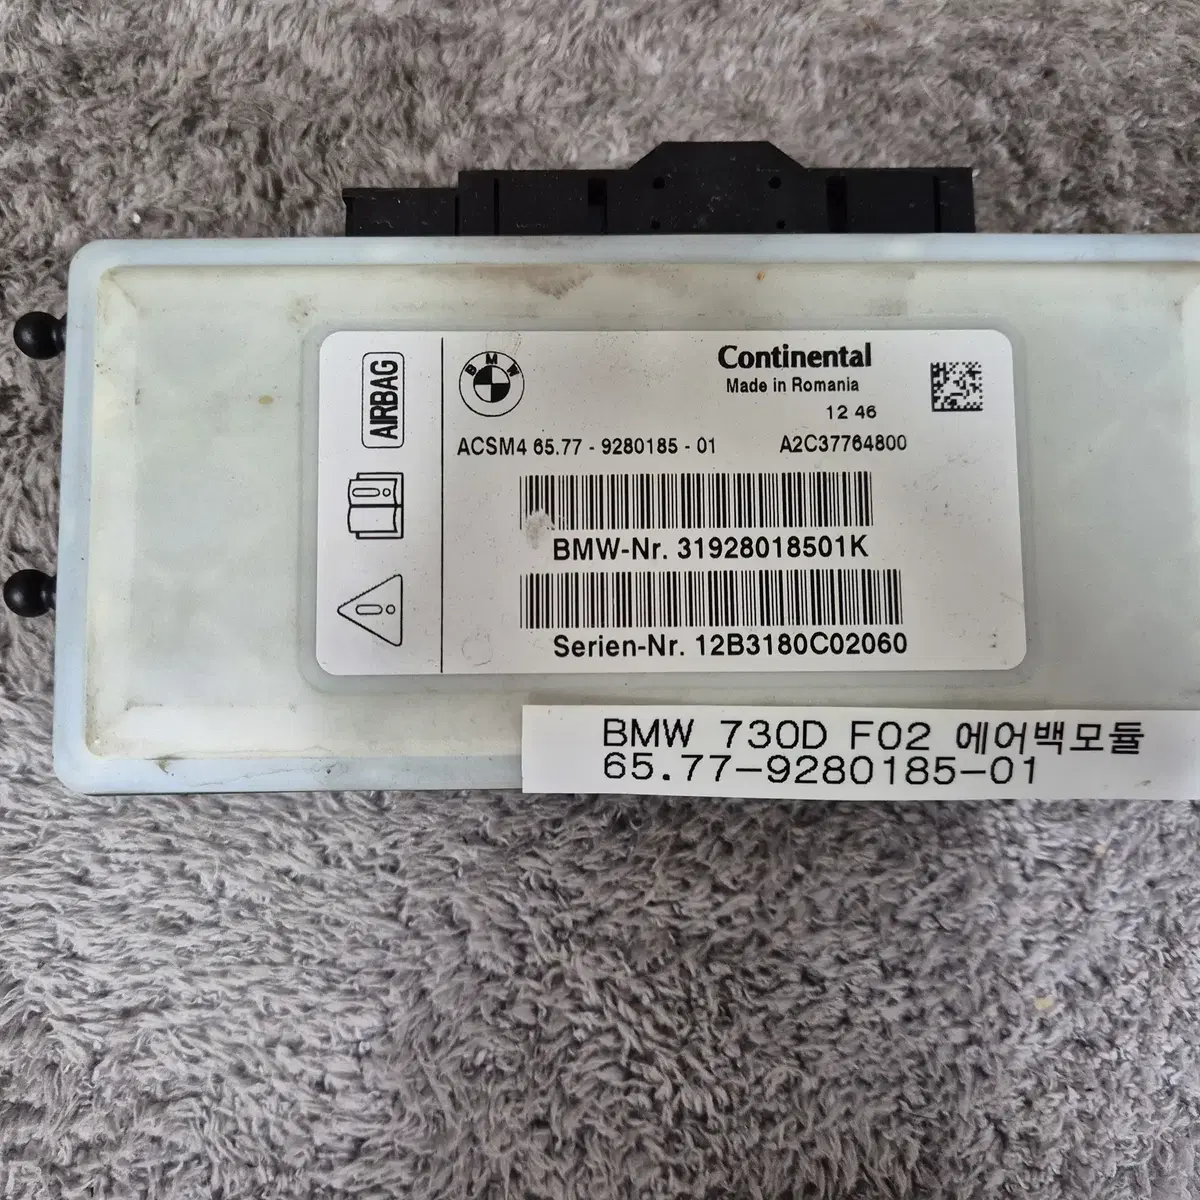 AIRBAG
BMW
Continental
Made in Romania
12 46
ACSM4 65.77 - 9280185 - 01 A2C37764800
BMW-Nr. 31928018501K
Serien-Nr. 12B3180C02060
BMW 730D F02 에어백모듈
65.77-9280185-01